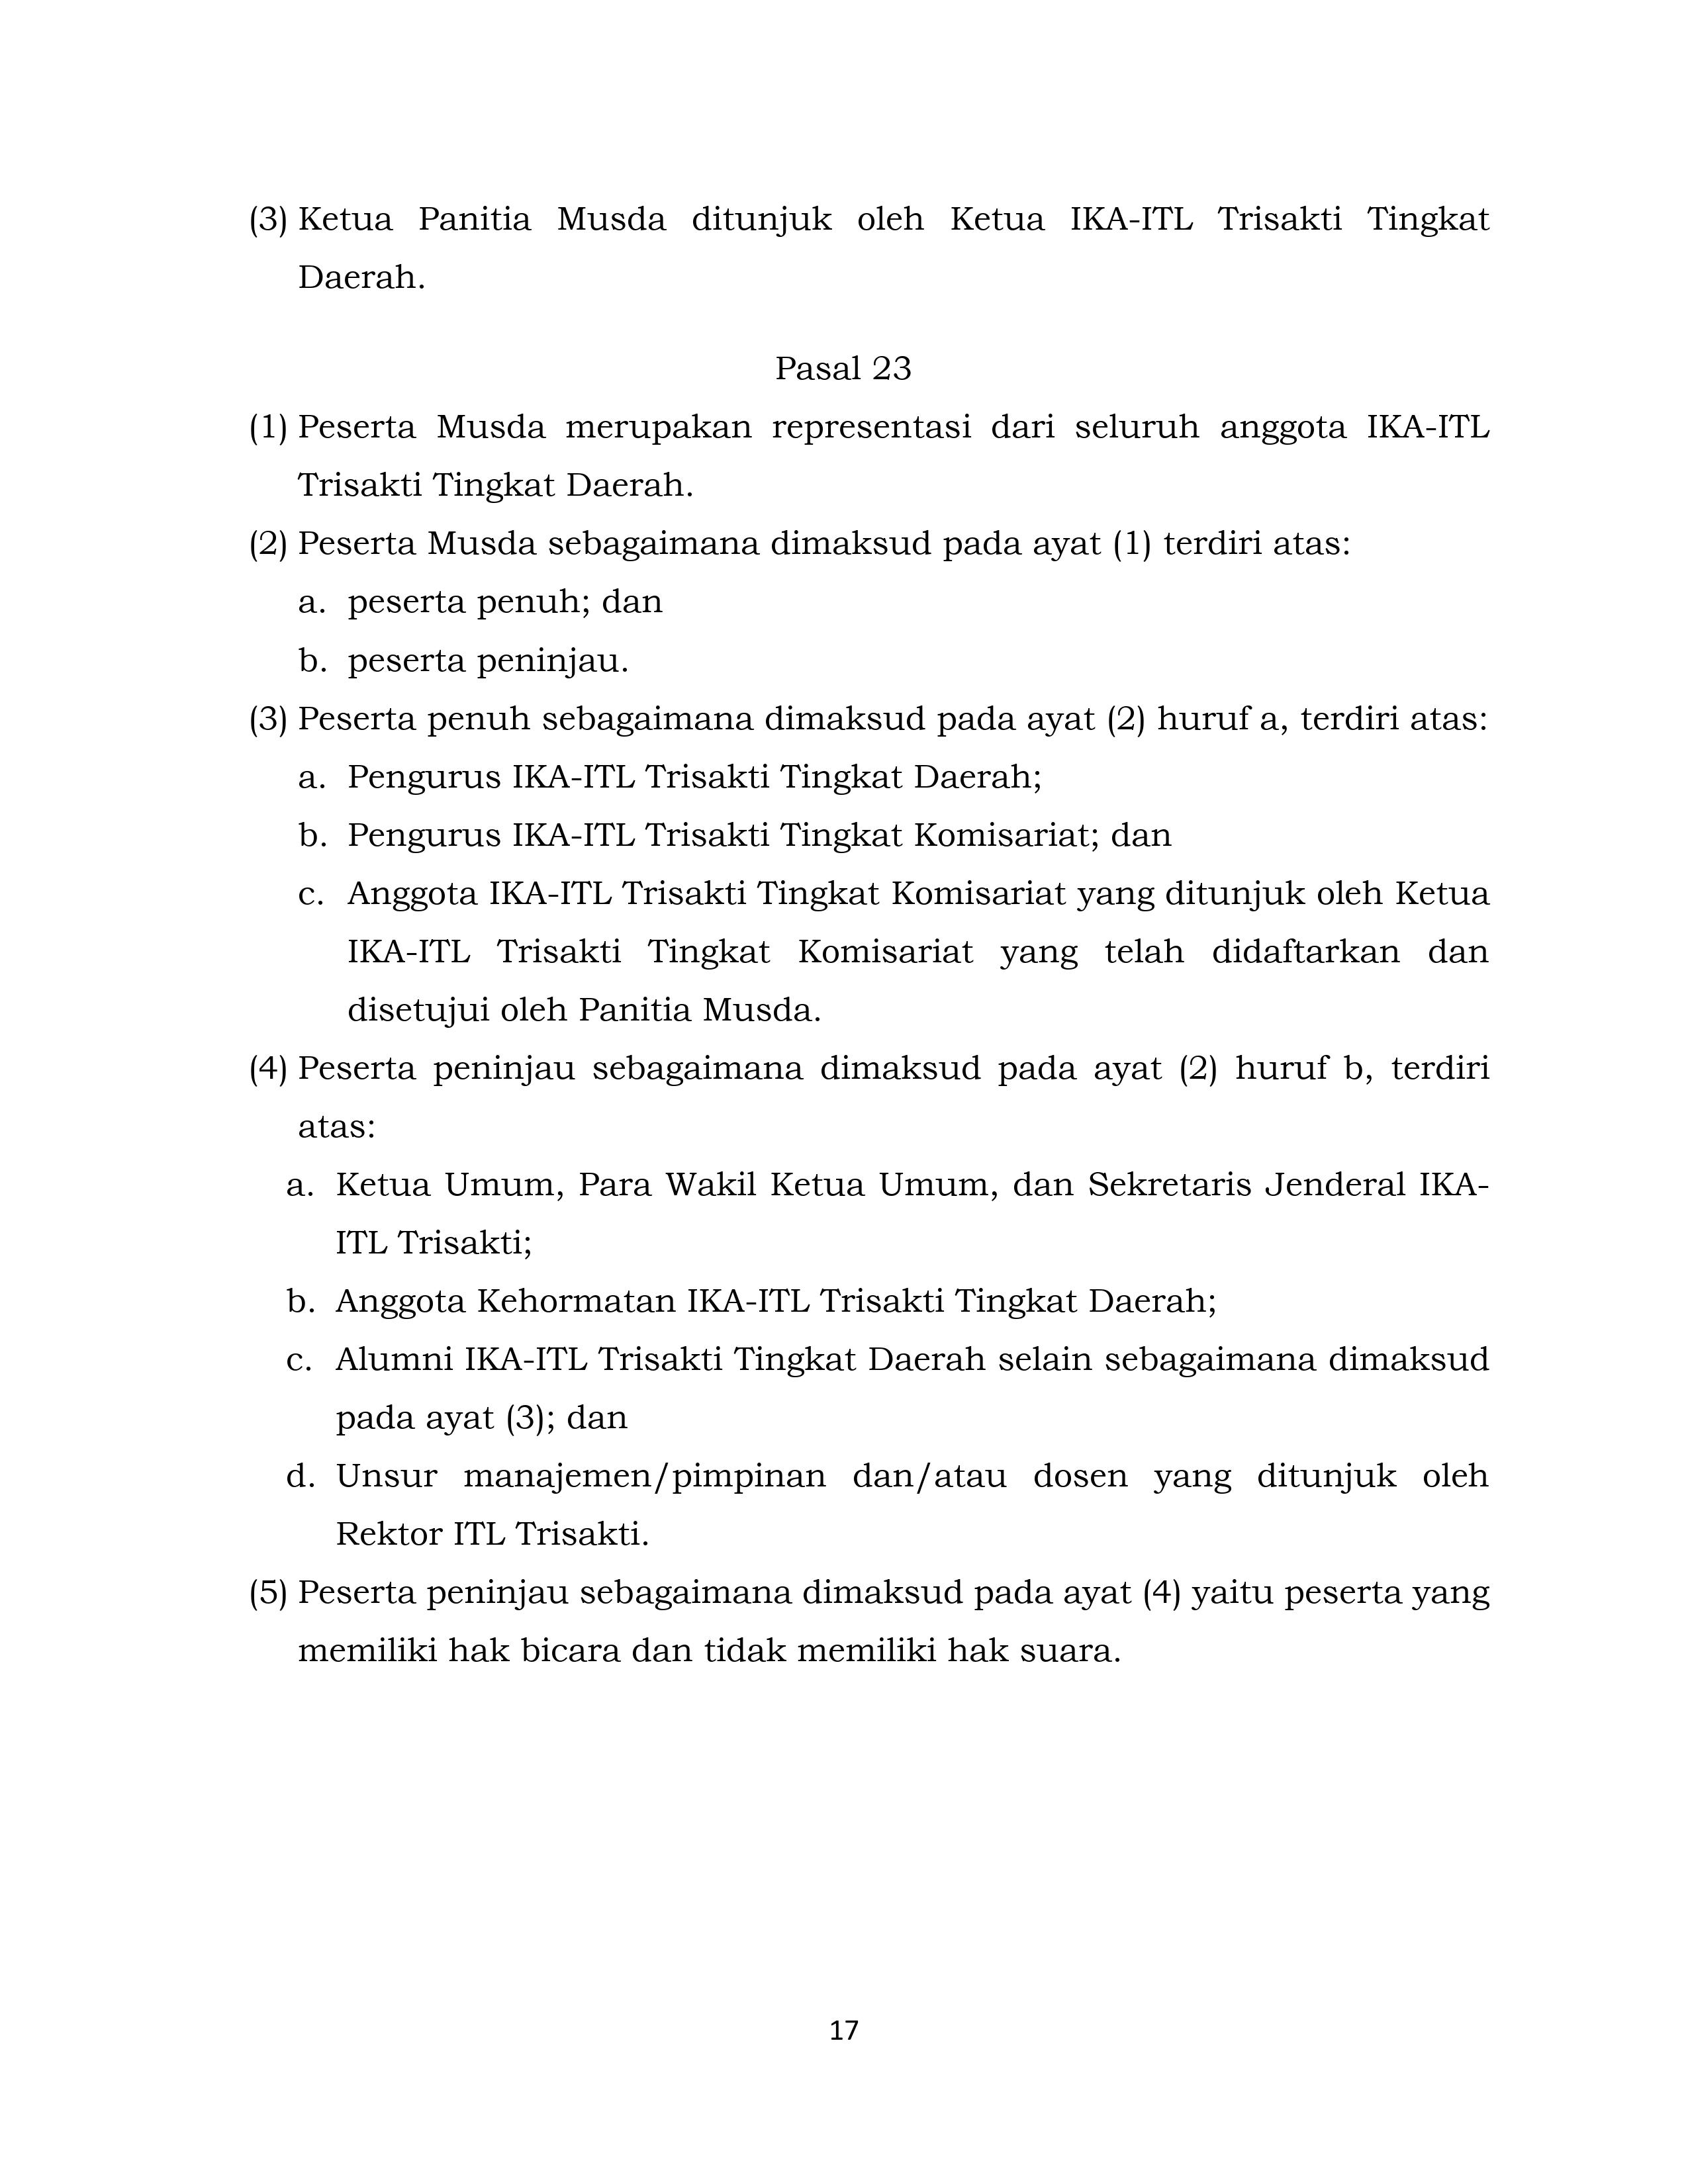 (3) Ketua Panitia Musda ditunjuk oleh Ketua IKA-ITL Trisakti Tingkat
Daerah.
Pasal 23
(1) Peserta Musda merupakan representasi dari seluruh anggota IKA-ITL
Trisakti Tingkat Daerah.
(2) Peserta Musda sebagaimana dimaksud pada ayat (1) terdiri atas:
a. peserta penuh; dan
b. peserta peninjau.
(3) Peserta penuh sebagaimana dimaksud pada ayat (2) huruf a, terdiri atas:
a. Pengurus IKA-ITL Trisakti Tingkat Daerah;
b. Pengurus IKA-ITL Trisakti Tingkat Komisariat; dan
c. Anggota IKA-ITL Trisakti Tingkat Komisariat yang ditunjuk oleh Ketua
IKA-ITL Trisakti Tingkat Komisariat yang telah didaftarkan dan
disetujui oleh Panitia Musda.
(4) Peserta peninjau sebagaimana dimaksud pada ayat (2) huruf b, terdiri
atas:
a. Ketua Umum, Para Wakil Ketua Umum, dan Sekretaris Jenderal IKA-
ITL Trisakti;
b. Anggota Kehormatan IKA-ITL Trisakti Tingkat Daerah;
c. Alumni IKA-ITL Trisakti Tingkat Daerah selain sebagaimana dimaksud
pada ayat (3); dan
d. Unsur manajemen/pimpinan dan/atau dosen yang ditunjuk oleh
Rektor ITL Trisakti.
(5) Peserta peninjau sebagaimana dimaksud pada ayat (4) yaitu peserta yang
memiliki hak bicara dan tidak memiliki hak suara.
17